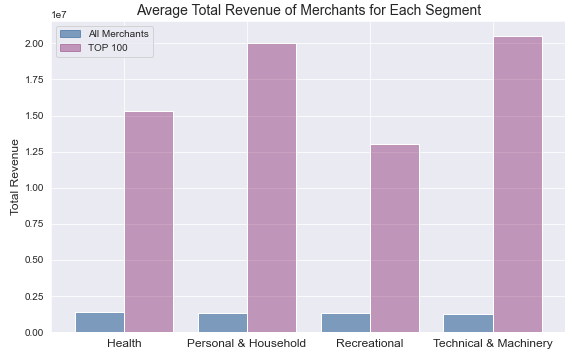 Average Total Revenue of Merchants for Each Segment
1e7
All Merchants
TOP 100
Total Revenue
2.00
1.75
1.50
1.25
1.00
0.75
0.50
0.25
0.00
Health
Personal & Household
Recreational
Technical & Machinery